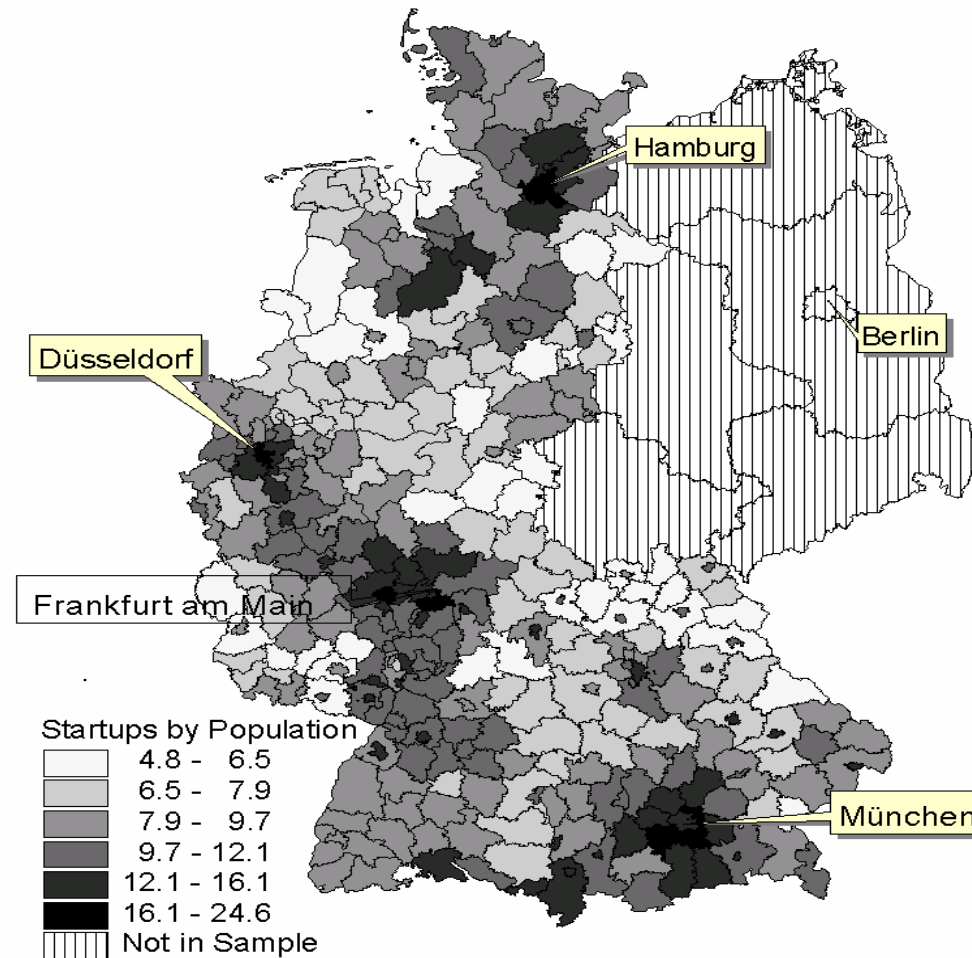 Hamburg
Berlin
Düsseldorf
Frankfurt am Main
München
Startups by Population
4.8 - 6.5
6.5 - 7.9
7.9 - 9.7
9.7 - 12.1
12.1 - 16.1
16.1 - 24.6
Not in Sample